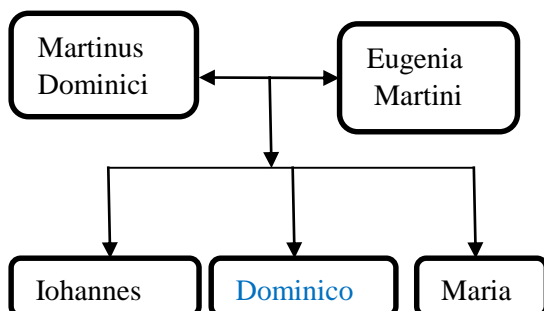 Martinus
Dominici
Eugenia
Martini
Iohannes
Dominico
Maria